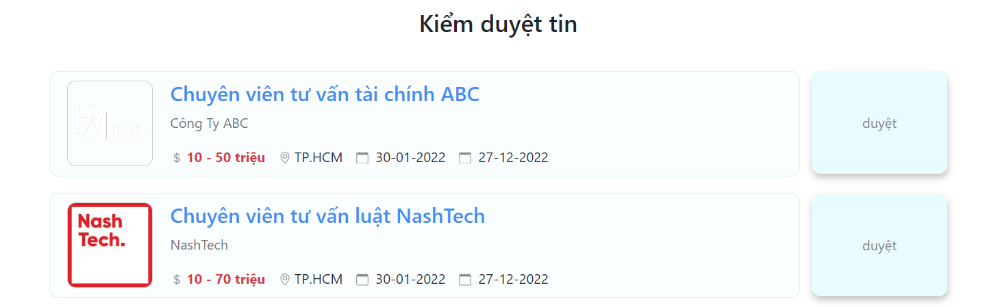 Kiểm duyệt tin
Chuyên viên tư vấn tài chính ABC
HM Job
Công Ty ABC
$ 10 - 50 triệu TP.HCM 30-01-2022 27-12-2022
duyệt
Chuyên viên tư vấn luật NashTech
Nash
Tech.
NashTech
$ 10 - 70 triệu TP.HCM 30-01-2022 27-12-2022
duyệt